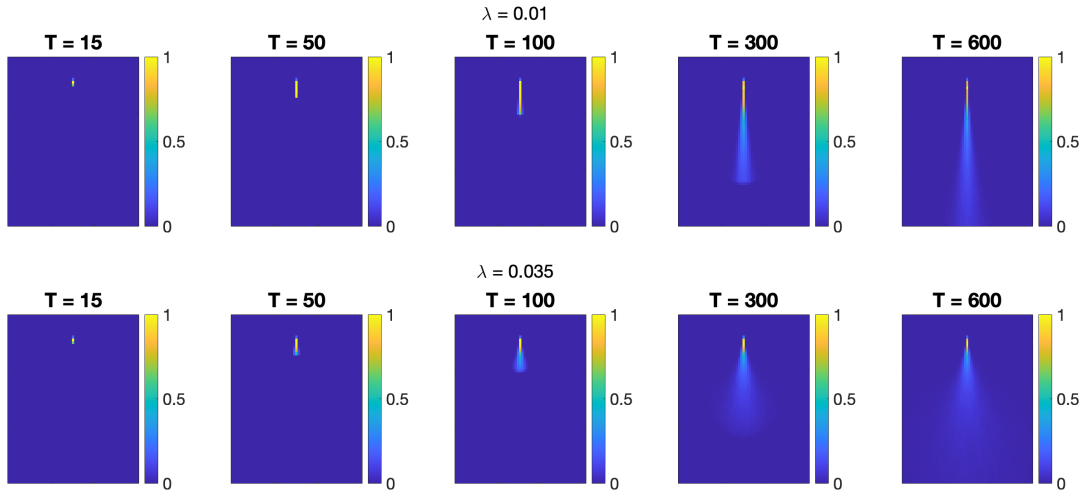 λ = 0.01
T = 15 T = 50 T = 100 T = 300 T = 600
1 1 1 1 1
0.5 0.5 0.5 0.5 0.5
0 0 0 0 0
λ = 0.035
T = 15 T = 50 T = 100 T = 300 T = 600
1 1 1 1 1
0.5 0.5 0.5 0.5 0.5
0 0 0 0 0